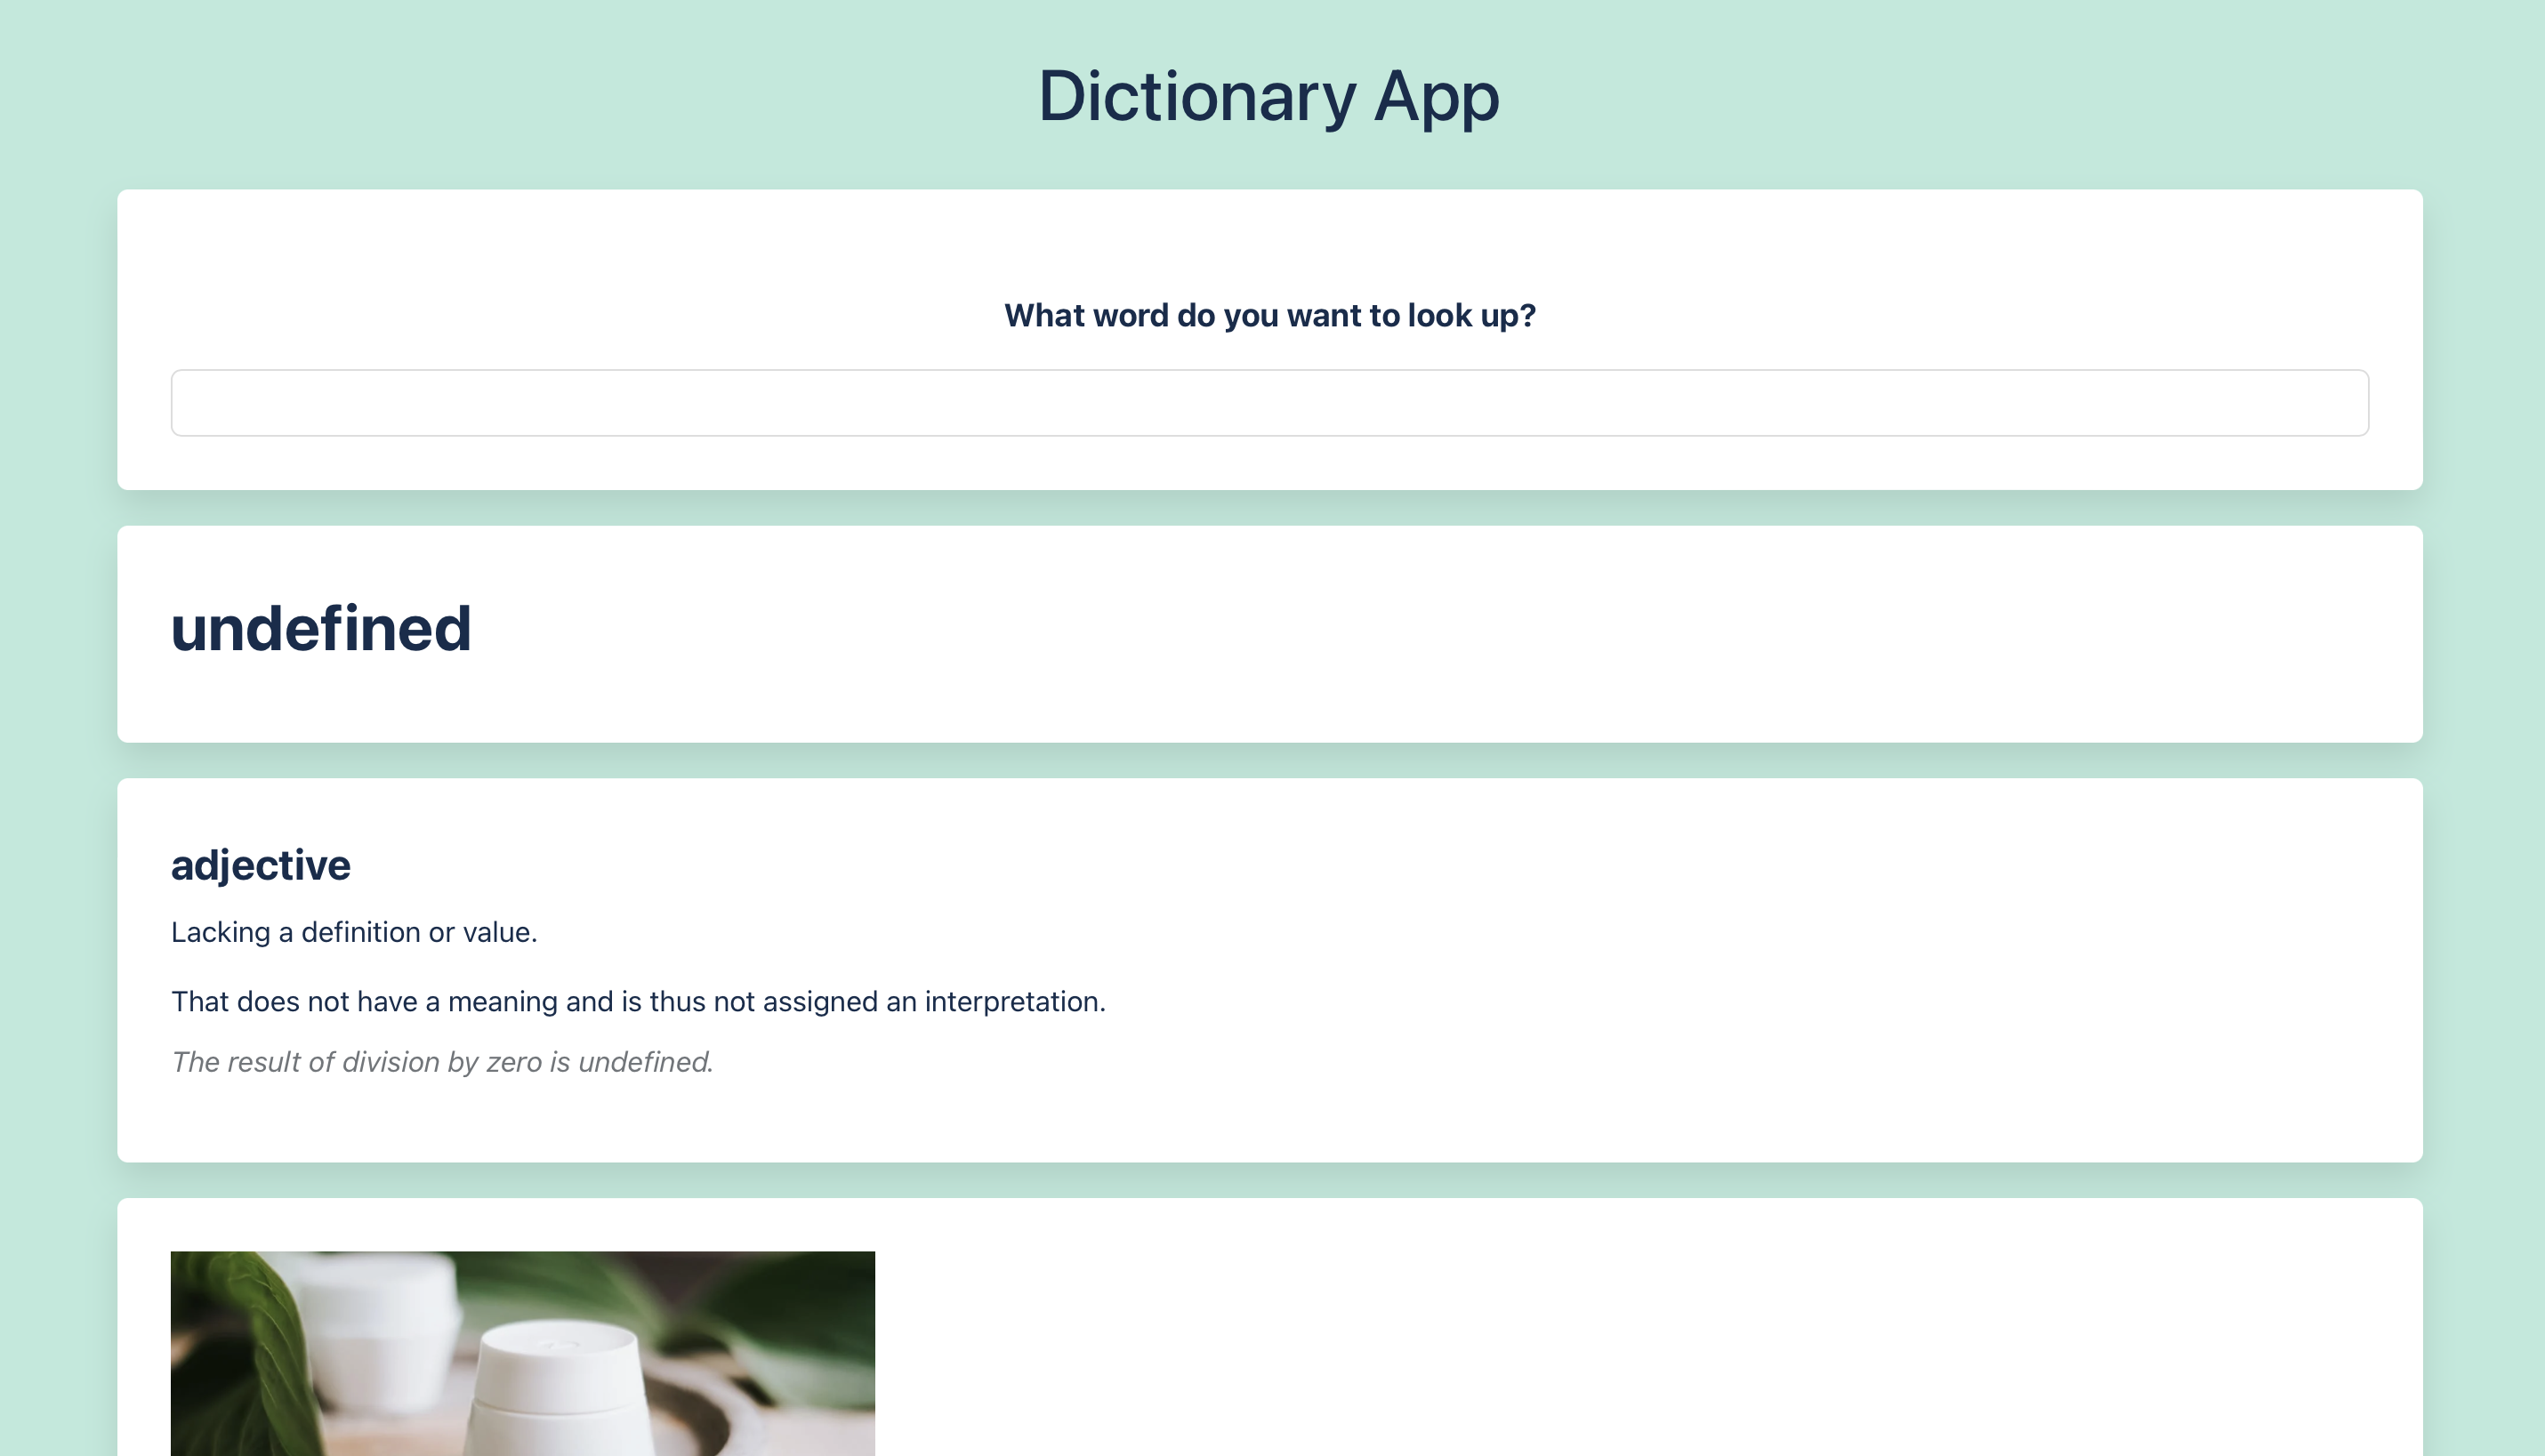 Dictionary App
What word do you want to look up?
undefined
adjective
Lacking a definition or value.
That does not have a meaning and is thus not assigned an interpretation.
The result of division by zero is undefined.